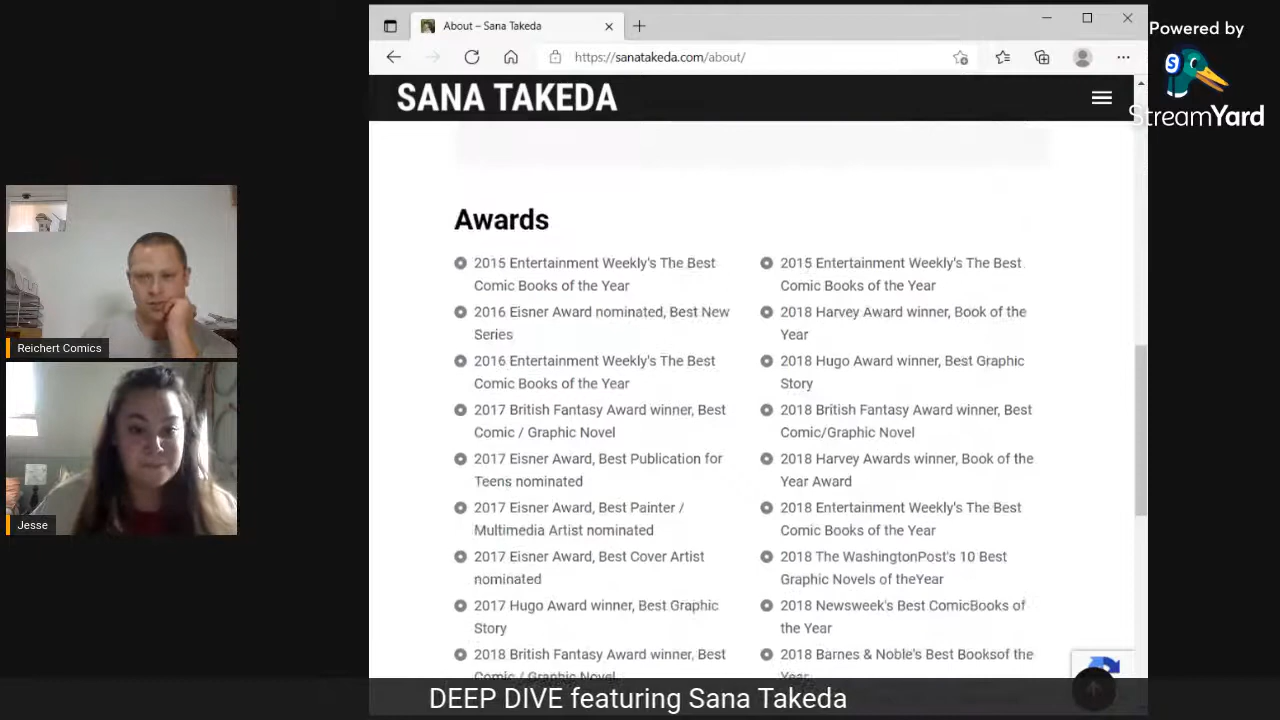 About – Sana Takeda
https://sanatakeda.com/about/
Powered by
StreamYard
SANA TAKEDA
Awards
2015 Entertainment Weekly's The Best
Comic Books of the Year
2016 Eisner Award nominated, Best New
Series
2016 Entertainment Weekly's The Best
Comic Books of the Year
2017 British Fantasy Award winner, Best
Comic / Graphic Novel
2017 Eisner Award, Best Publication for
Teens nominated
2017 Eisner Award, Best Painter /
Multimedia Artist nominated
2017 Eisner Award, Best Cover Artist
nominated
2017 Hugo Award winner, Best Graphic
Story
2018 British Fantasy Award winner, Best
Comic / Graphic Novel
2015 Entertainment Weekly's The Best
Comic Books of the Year
2018 Harvey Award winner, Book of the
Year
2018 Hugo Award winner, Best Graphic
Story
2018 British Fantasy Award winner, Best
Comic/Graphic Novel
2018 Harvey Awards winner, Book of the
Year Award
2018 Entertainment Weekly's The Best
Comic Books of the Year
2018 The WashingtonPost's 10 Best
Graphic Novels of theYear
2018 Newsweek's Best ComicBooks of
the Year
2018 Barnes & Noble's Best Booksof the
Year
Reichert Comics
Jesse
DEEP DIVE featuring Sana Takeda